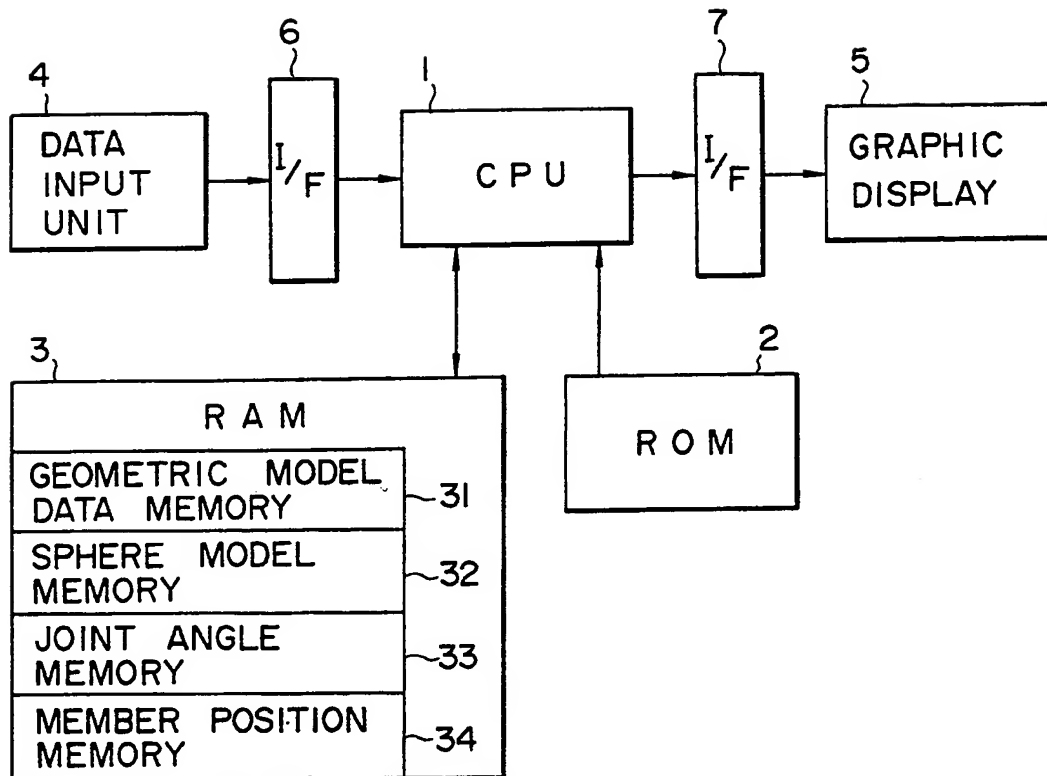 6
1
7
4
5
DATA
INPUT
UNIT
I/F
CPU
I/F
GRAPHIC
DISPLAY
3
2
RAM
ROM
GEOMETRIC MODEL
DATA MEMORY
31
SPHERE MODEL
MEMORY
32
JOINT ANGLE
MEMORY
33
MEMBER POSITION
MEMORY
34